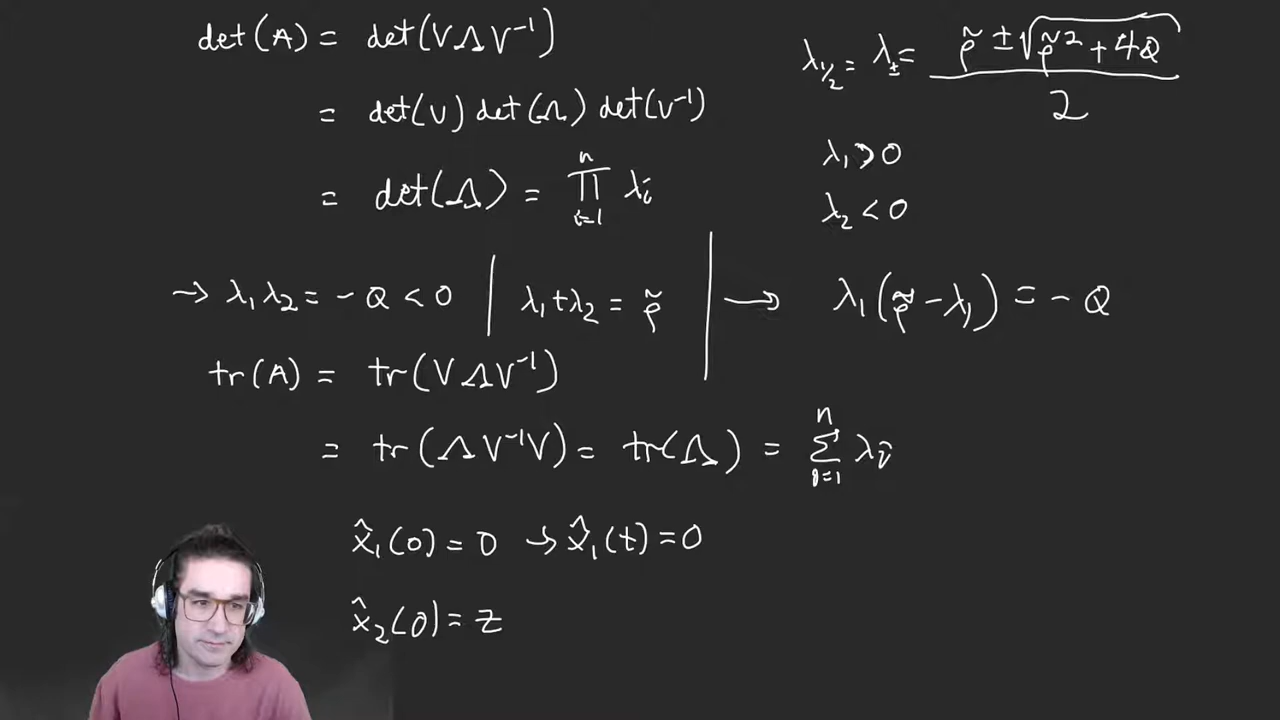 det(A) = det(VΛV⁻¹)
= det(V) det(Λ) det(V⁻¹)
= det(Λ) = ∏ᵢ₌₁ⁿ λᵢ
λ₁/₂ = λ± = (ρ̃ ± √(ρ̃² + 4Q)) / 2
λ₁ > 0
λ₂ < 0
→ λ₁λ₂ = -Q < 0 | λ₁+λ₂ = ρ̃ | → λ₁(ρ̃ - λ₁) = -Q
tr(A) = tr(VΛV⁻¹)
= tr(ΛV⁻¹V) = tr(Λ) = ∑ᵢ₌₁ⁿ λᵢ
x̂₁(0) = 0 → x̂₁(t) = 0
x̂₂(0) = z